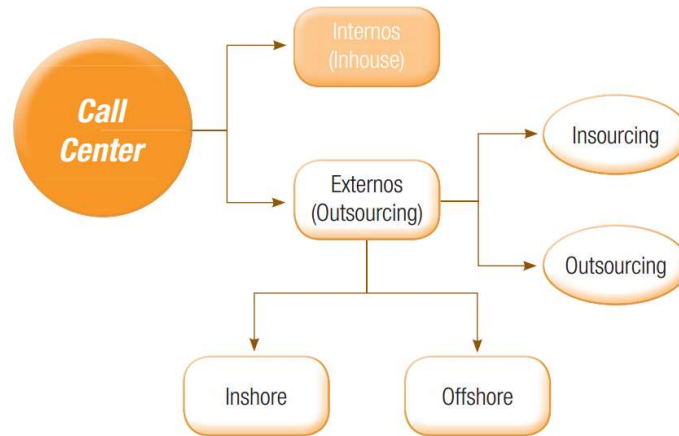 Internos
(Inhouse)
Call
Center
Insourcing
Externos
(Outsourcing)
Outsourcing
Inshore
Offshore